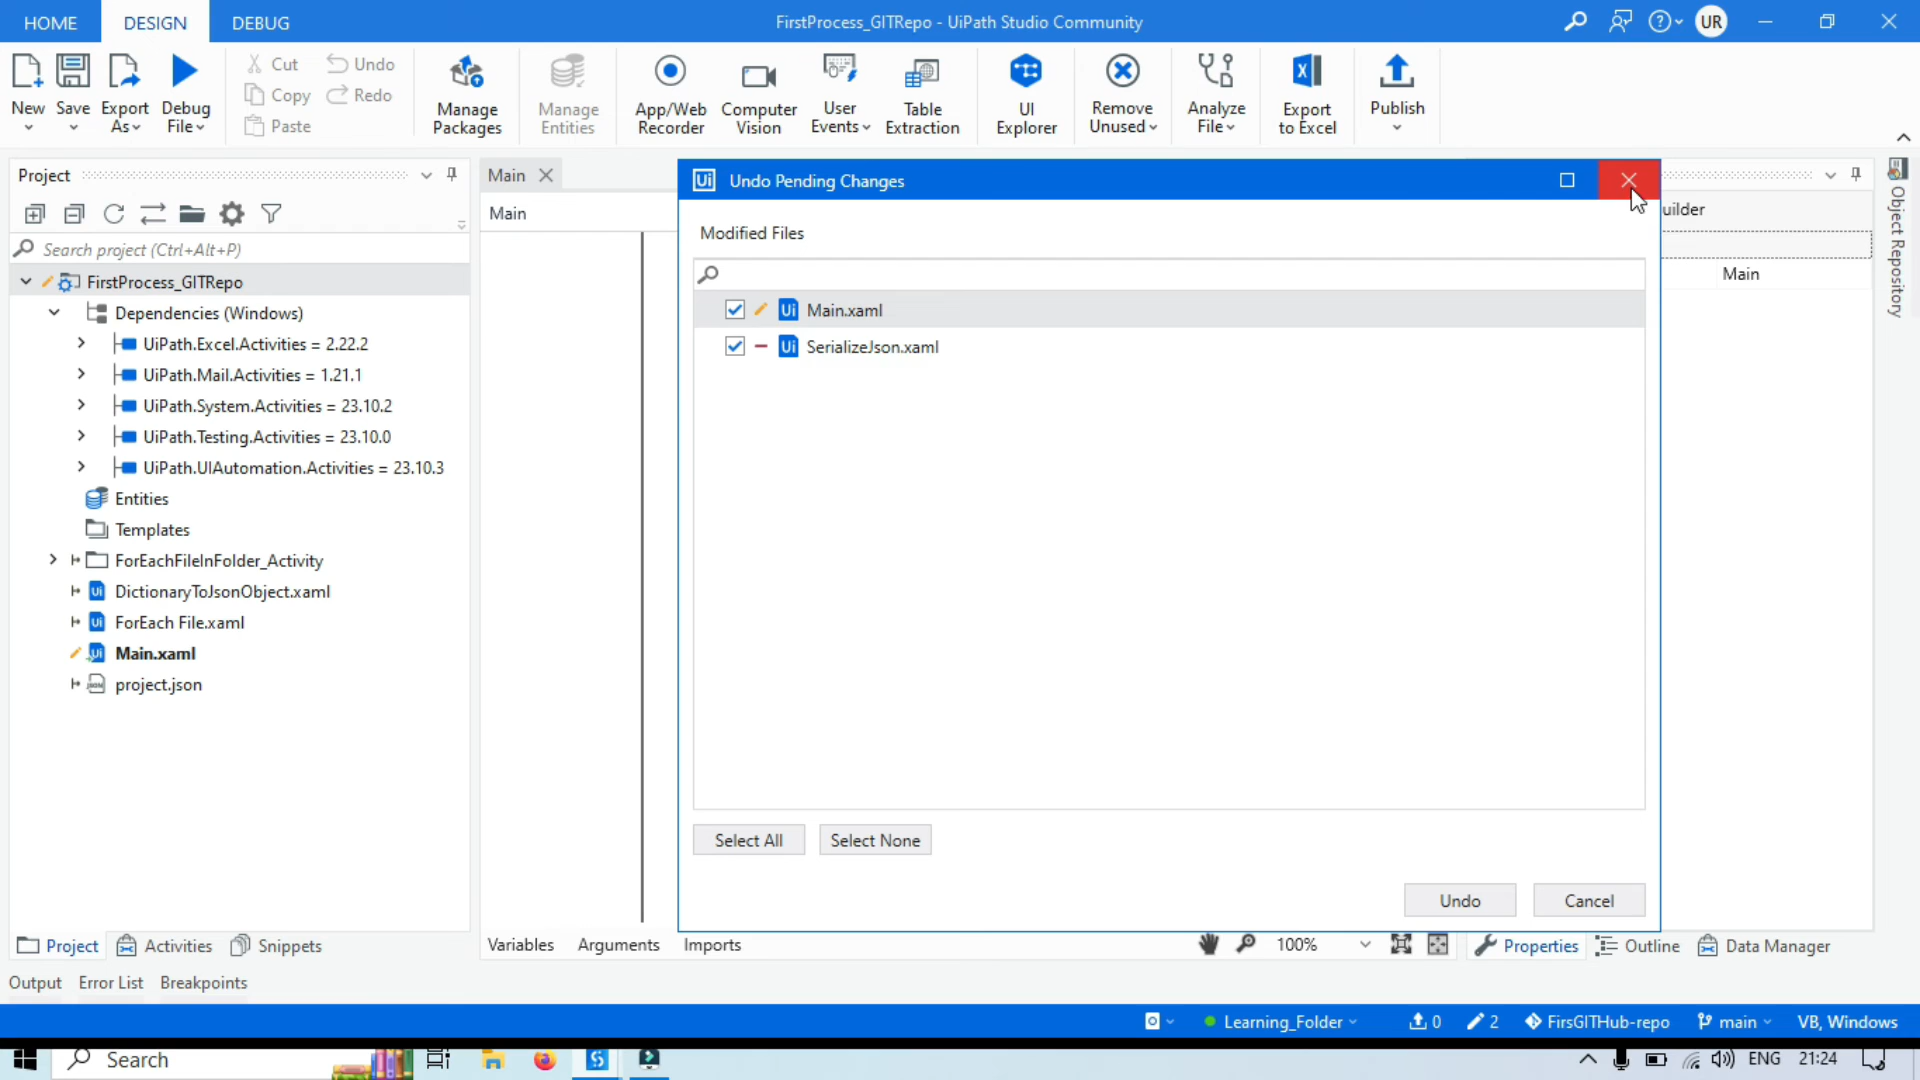 HOME DESIGN DEBUG FirstProcess_GITRepo - UiPath Studio Community UR
New Save Export As Debug File Cut Copy Paste Undo Redo Manage Packages Manage Entities App/Web Recorder Computer Vision User Events Table Extraction UI Explorer Remove Unused Analyze File Export to Excel Publish
Project
Search project (Ctrl+Alt+P)
FirstProcess_GITRepo
Dependencies (Windows)
UiPath.Excel.Activities = 2.22.2
UiPath.Mail.Activities = 1.21.1
UiPath.System.Activities = 23.10.2
UiPath.Testing.Activities = 23.10.0
UiPath.UIAutomation.Activities = 23.10.3
Entities
Templates
ForEachFileInFolder_Activity
DictionaryToJsonObject.xaml
ForEach File.xaml
Main.xaml
project.json
Main
Main
Undo Pending Changes
Modified Files
Main.xaml
SerializeJson.xaml
Select All Select None
Undo Cancel
uilder
Main
Object Repository
Project Activities Snippets Variables Arguments Imports 100% Properties Outline Data Manager
Output Error List Breakpoints
Learning_Folder 0 2 FirsGITHub-repo main VB, Windows
Search ENG 21:24